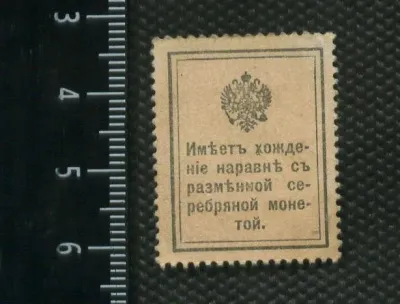 3
4
5
6
Имѣетъ хожде-
ніе наравнѣ съ
размѣнной се-
ребряной моне-
той.